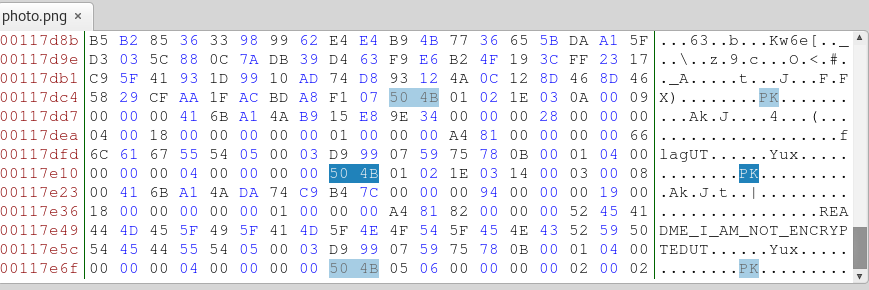 photo.png ×
00117d8b B5 B2 85 36 33 98 99 62 E4 E4 B9 4B 77 36 65 5B DA A1 5F ...63..b...Kw6e[.._
00117d9e D3 03 5C 88 0C 7A DB 39 D4 63 F9 E6 B2 4F 19 3C FF 23 17 ..\..z.9.c...O.<.#.
00117db1 C9 5F 41 93 1D 99 10 AD 74 D8 93 12 4A 0C 12 8D 46 8D 46 ._A.....t...J...F.F
00117dc4 58 29 CF AA 1F AC BD A8 F1 07 50 4B 01 02 1E 03 0A 00 09 X)........PK.......
00117dd7 00 00 00 41 6B A1 4A B9 15 E8 9E 34 00 00 00 28 00 00 00 ...Ak.J....4...(...
00117dea 04 00 18 00 00 00 00 00 01 00 00 00 A4 81 00 00 00 00 66 ..................f
00117dfd 6C 61 67 55 54 05 00 03 D9 99 07 59 75 78 0B 00 01 04 00 lagUT......Yux.....
00117e10 00 00 00 04 00 00 00 00 50 4B 01 02 1E 03 14 00 03 00 08 ........PK.........
00117e23 00 41 6B A1 4A DA 74 C9 B4 7C 00 00 00 94 00 00 00 19 00 .Ak.J.t..|.........
00117e36 18 00 00 00 00 01 00 00 00 A4 81 82 00 00 00 52 45 41 ................REA
00117e49 44 4D 45 5F 49 5F 41 4D 5F 4E 4F 54 5F 45 4E 43 52 59 50 DME_I_AM_NOT_ENCRYP
00117e5c 54 45 44 55 54 05 00 03 D9 99 07 59 75 78 0B 00 01 04 00 TEDUT......Yux.....
00117e6f 00 00 00 04 00 00 00 00 50 4B 05 06 00 00 00 00 02 00 02 ........PK.........